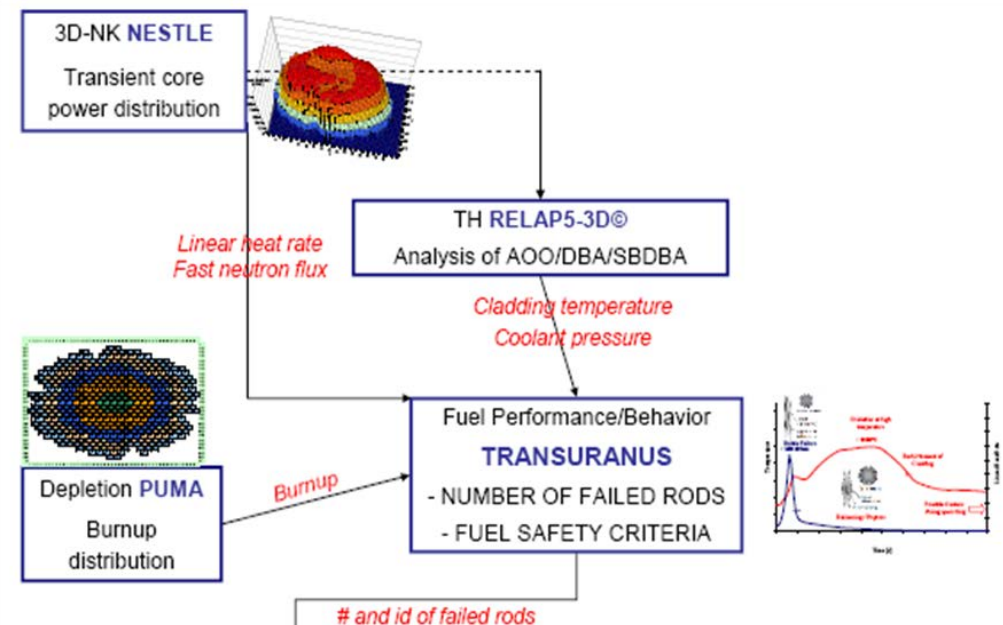 3D-NK NESTLE
Transient core
power distribution
TH RELAP5-3D©
Analysis of AOO/DBA/SBDBA
Linear heat rate
Fast neutron flux
Cladding temperature
Coolant pressure
Fuel Performance/Behavior
TRANSURANUS
- NUMBER OF FAILED RODS
- FUEL SAFETY CRITERIA
Depletion PUMA
Burnup
distribution
Burnup
# and id of failed rods